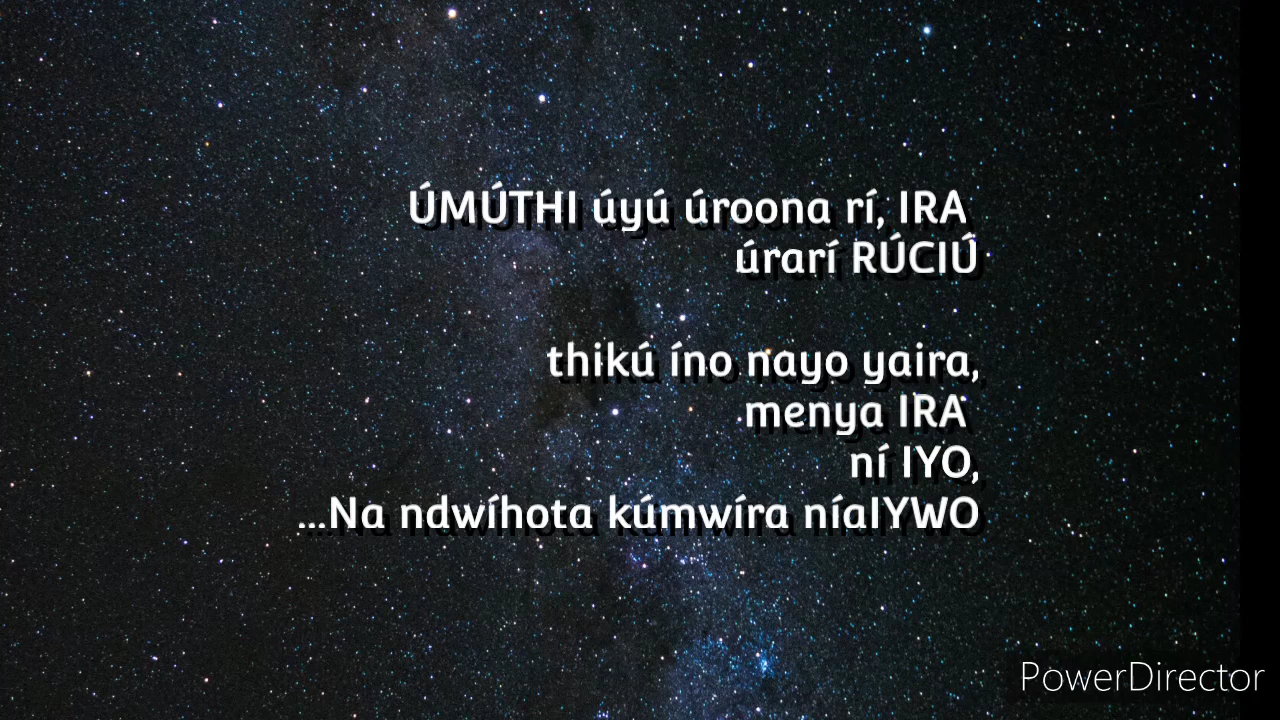 ÚMÚTHI úyú úroona rí, IRA
úrarí RÚCIÚ
thikú íno nayo yaira,
menya IRA
ní IYO,
...Na ndwíhota kúmwíra níaIYWO
PowerDirector